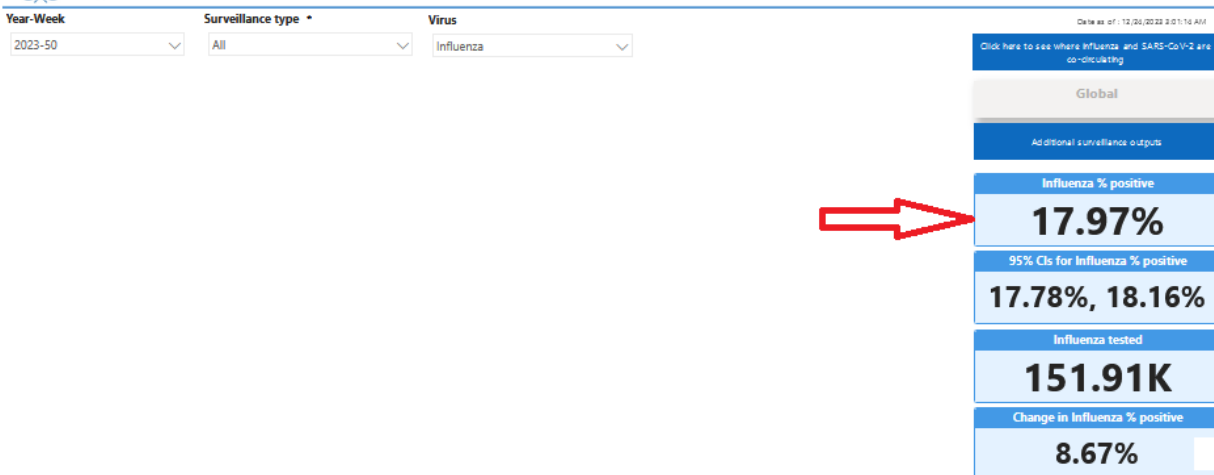 Year-Week
Surveillance type *
Virus
2023-50
All
Influenza
Click here to see where Influenza and SARS-CoV-2 are
co-circulating
Global
Additional surveillance outputs
Influenza % positive
17.97%
95% CIs for Influenza % positive
17.78%, 18.16%
Influenza tested
151.91K
Change in Influenza % positive
8.67%